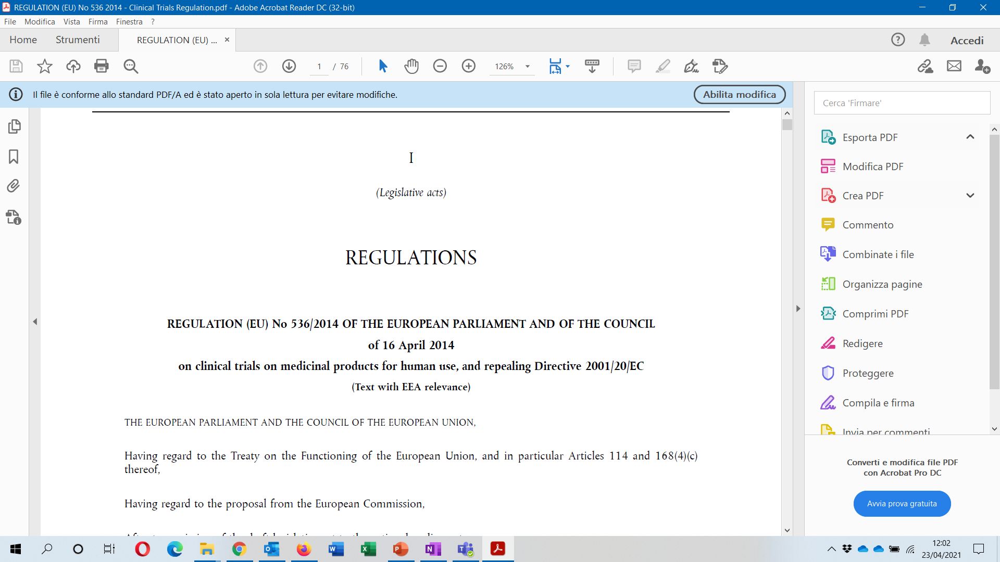 REGULATION (EU) No 536 2014 - Clinical Trials Regulation.pdf - Adobe Acrobat Reader DC (32-bit)
File Modifica Vista Firma Finestra ?
Home Strumenti REGULATION (EU) ... Accedi
1 / 76 126%
Il file è conforme allo standard PDF/A ed è stato aperto in sola lettura per evitare modifiche. Abilita modifica
I
(Legislative acts)
REGULATIONS
REGULATION (EU) No 536/2014 OF THE EUROPEAN PARLIAMENT AND OF THE COUNCIL
of 16 April 2014
on clinical trials on medicinal products for human use, and repealing Directive 2001/20/EC
(Text with EEA relevance)
THE EUROPEAN PARLIAMENT AND THE COUNCIL OF THE EUROPEAN UNION,
Having regard to the Treaty on the Functioning of the European Union, and in particular Articles 114 and 168(4)(c)
thereof,
Having regard to the proposal from the European Commission,
Cerca 'Firmare'
Esporta PDF
Modifica PDF
Crea PDF
Commento
Combinate i file
Organizza pagine
Comprimi PDF
Redigere
Proteggere
Compila e firma
Invia per commenti
Converti e modifica file PDF
con Acrobat Pro DC
Avvia prova gratuita
12:02
23/04/2021